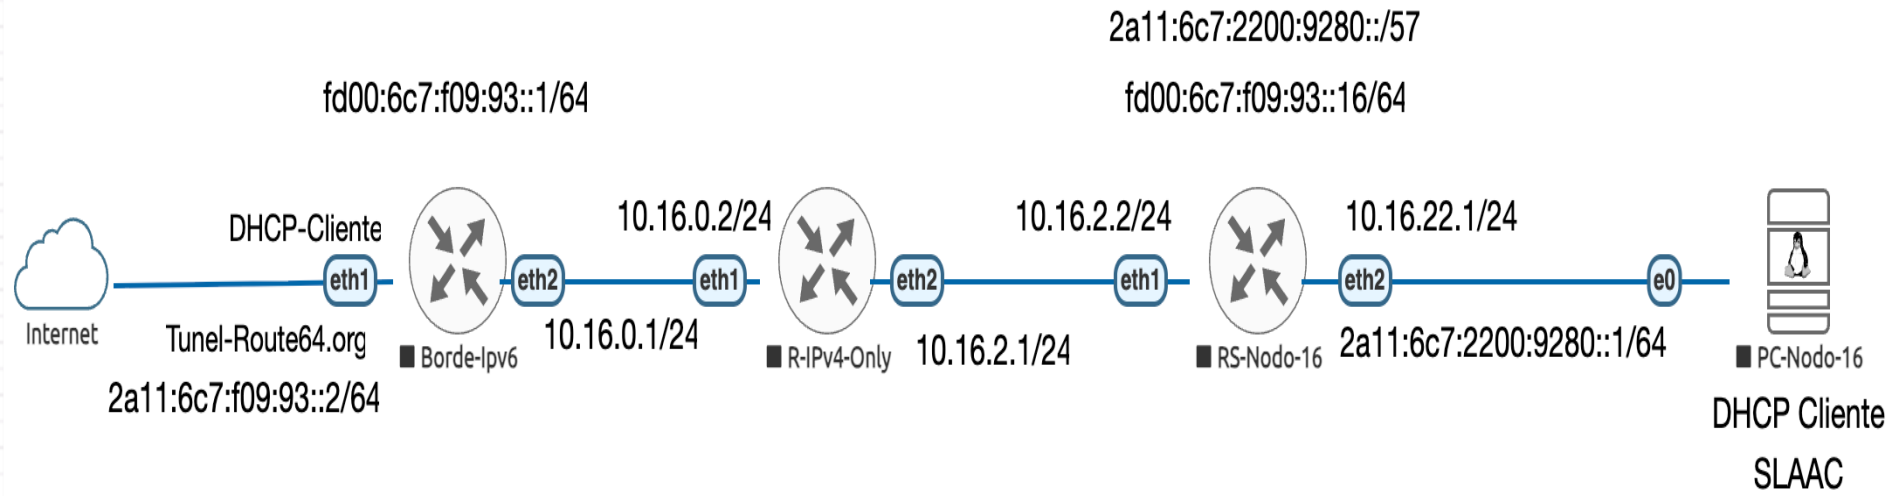 2a11:6c7:2200:9280::/57
fd00:6c7:f09:93::1/64
fd00:6c7:f09:93::16/64
DHCP-Cliente
10.16.0.2/24
10.16.2.2/24
10.16.22.1/24
eth1
eth2
eth1
eth2
eth1
eth2
e0
Internet
Tunel-Route64.org
2a11:6c7:f09:93::2/64
Borde-Ipv6
10.16.0.1/24
R-IPv4-Only
10.16.2.1/24
RS-Nodo-16
2a11:6c7:2200:9280::1/64
PC-Nodo-16
DHCP Cliente
SLAAC